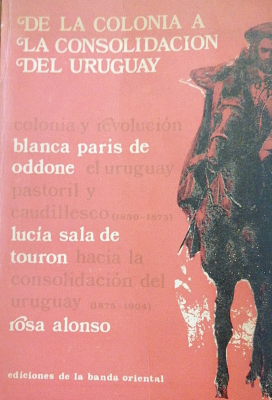 DE LA COLONIA A
LA CONSOLIDACION
DEL URUGUAY
colonia y revolución
blanca paris de
oddone el uruguay
pastoril y
caudillesco (1830-1875)
lucía sala de
touron hacia la
consolidación del
uruguay (1875-1904)
rosa alonso
ediciones de la banda oriental